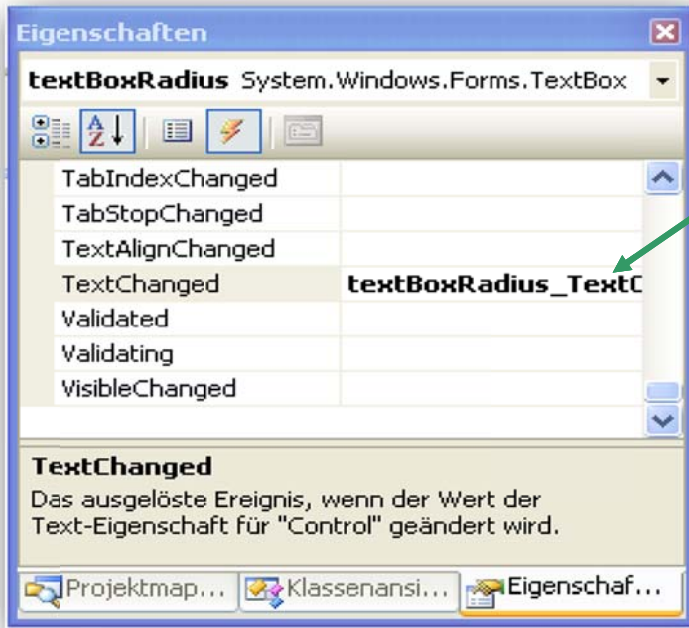 Eigenschaften
textBoxRadius System.Windows.Forms.TextBox
TabIndexChanged
TabStopChanged
TextAlignChanged
TextChanged textBoxRadius_TextC
Validated
Validating
VisibleChanged
TextChanged
Das ausgelöste Ereignis, wenn der Wert der
Text-Eigenschaft für "Control" geändert wird.
Projektmap... Klassenansi... Eigenschaf...